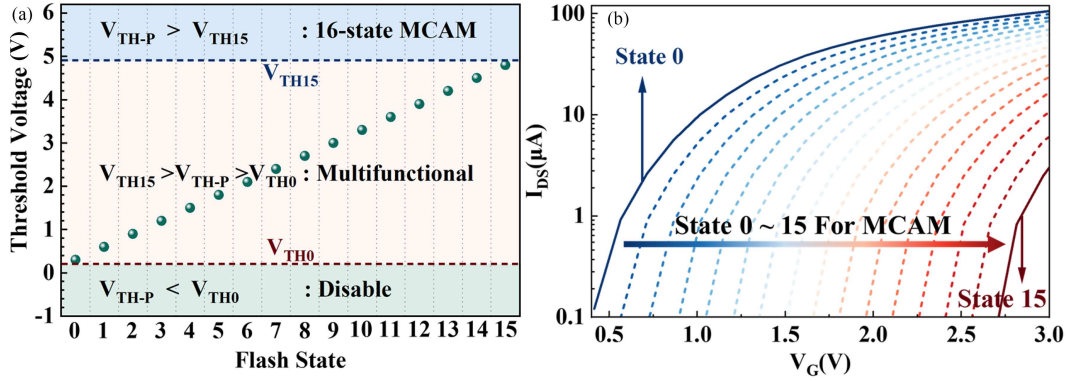 (a)
Threshold Voltage (V)
6
5
4
3
2
1
0
-1
V_TH-P > V_TH15 : 16-state MCAM
V_TH15
V_TH15 >V_TH-P >V_TH0 : Multifunctional
V_TH0
V_TH-P < V_TH0 : Disable
0 1 2 3 4 5 6 7 8 9 10 11 12 13 14 15
Flash State
(b)
I_DS(μA)
100
10
1
0.1
State 0
State 0 ~ 15 For MCAM
State 15
0.5 1.0 1.5 2.0 2.5 3.0
V_G(V)